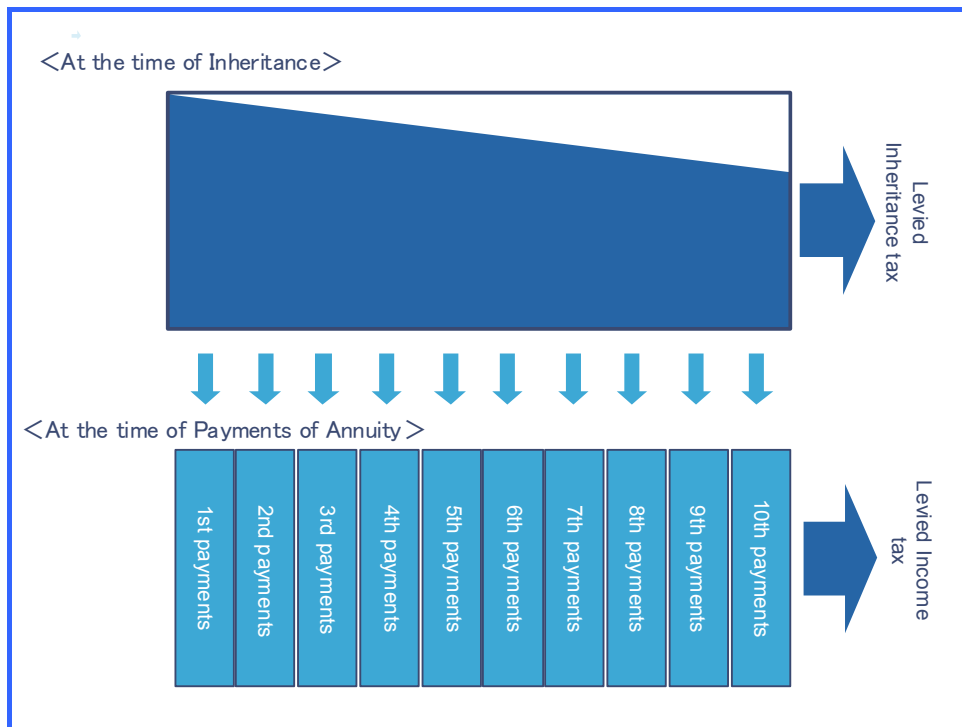 ＜At the time of Inheritance＞
Levied
Inheritance tax
＜At the time of Payments of Annuity＞
1st payments
2nd payments
3rd payments
4th payments
5th payments
6th payments
7th payments
8th payments
9th payments
10th payments
Levied Income
tax